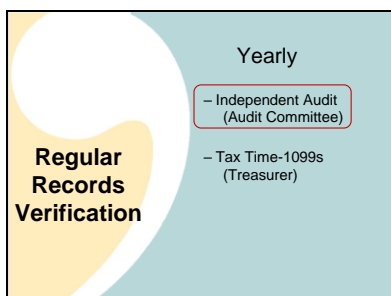 Yearly
– Independent Audit
(Audit Committee)
Regular
Records
Verification
– Tax Time-1099s
(Treasurer)